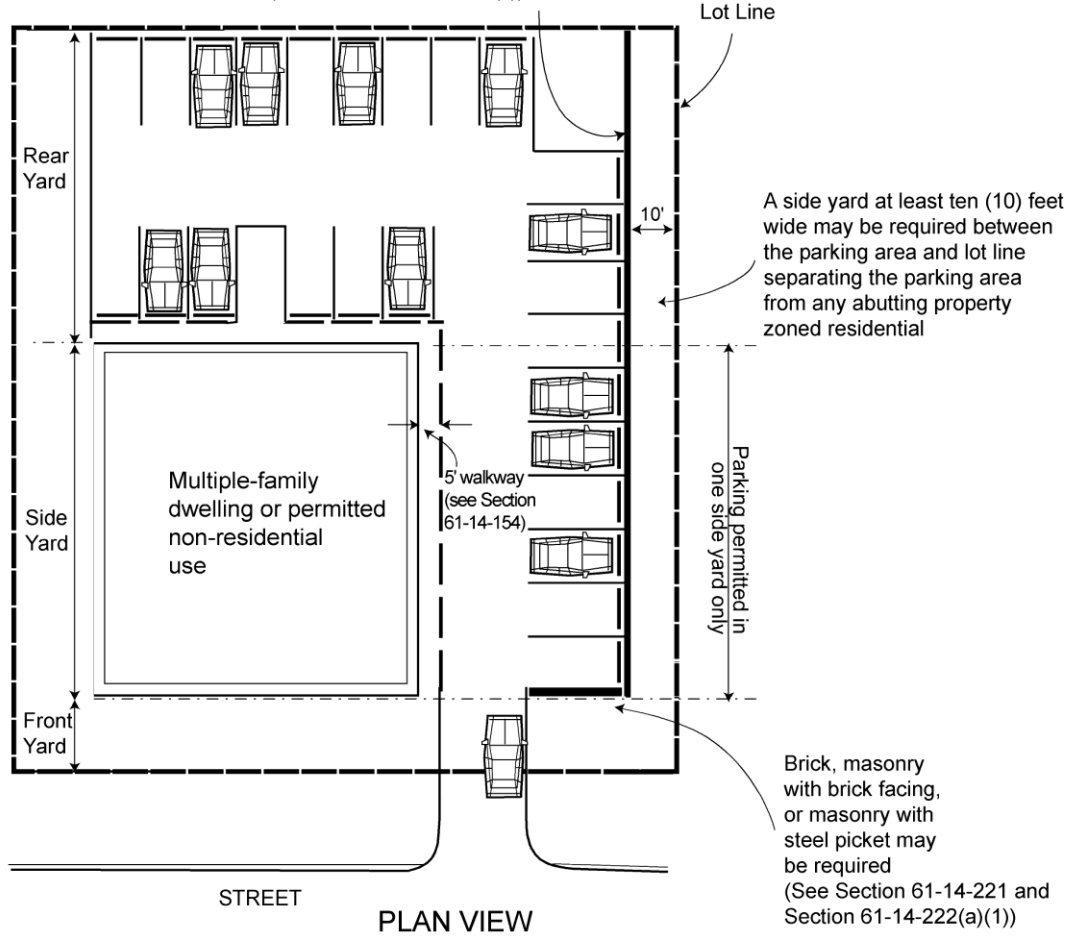 Lot Line
Rear
Yard
10'
A side yard at least ten (10) feet
wide may be required between
the parking area and lot line
separating the parking area
from any abutting property
zoned residential
Multiple-family
dwelling or permitted
non-residential
use
5' walkway
(see Section
61-14-154)
Side
Yard
Parking permitted in
one side yard only
Front
Yard
Brick, masonry
with brick facing,
or masonry with
steel picket may
be required
(See Section 61-14-221 and
Section 61-14-222(a)(1))
STREET
PLAN VIEW